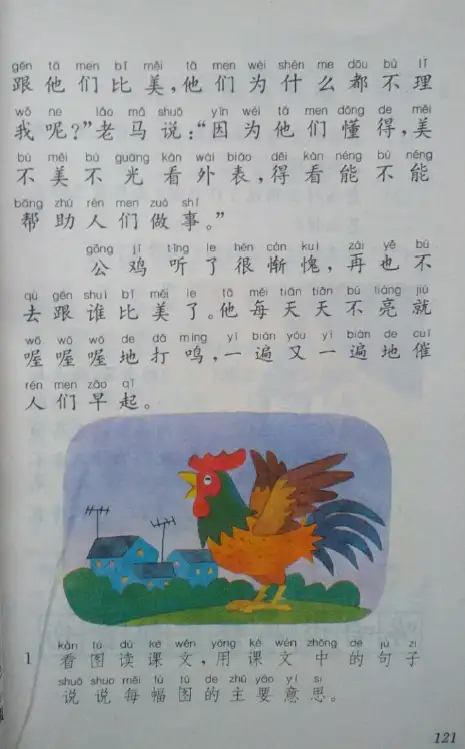 gēn tā men bǐ měi tā men wèi shén me dōu bù lǐ
跟他们比美，他们为什么都不理
wǒ ne lǎo mǎ shuō yīn wèi tā men dǒng de měi
我呢？”老马说：“因为他们懂得，美
bù měi bù guāng kàn wài biǎo děi kàn néng bù néng
不美不光看外表，得看能不能
bāng zhù rén men zuò shì
帮助人们做事。”
gōng jī tīng le hěn cán kuì zài yě bù
公鸡听了很惭愧，再也不
qù gēn shuí bǐ měi le tā měi tiān tiān bú liàng jiù
去跟谁比美了。他每天天不亮就
wō wō wō de dǎ míng yí biàn yòu yí biàn de cuī
喔喔喔地打鸣，一遍又一遍地催
rén men zǎo qǐ
人们早起。
kàn tú dú kè wén yòng kè wén zhōng de jù zi
1 看图读课文，用课文中的句子
shuō shuo měi fú tú de zhǔ yào yì si
说说每幅图的主要意思。
121